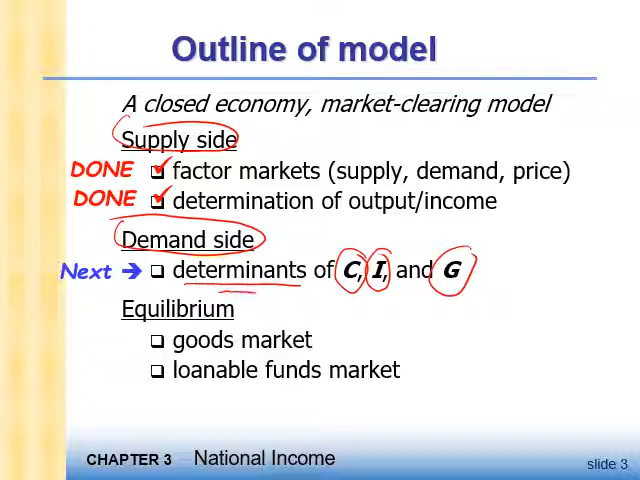 Outline of model
A closed economy, market-clearing model
Supply side
DONE ✓ ❑ factor markets (supply, demand, price)
DONE ✓ ❑ determination of output/income
Demand side
Next ➔ ❑ determinants of C, I, and G
Equilibrium
❑ goods market
❑ loanable funds market
CHAPTER 3 National Income
slide 3